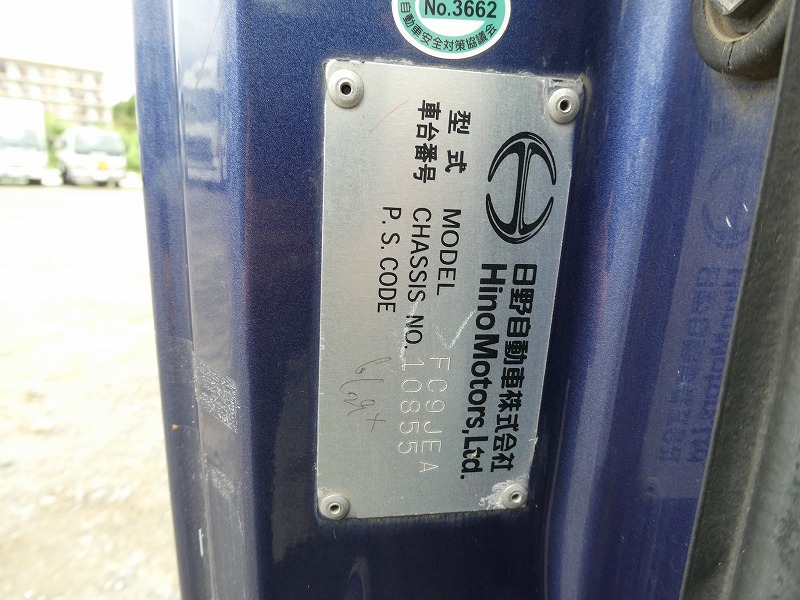 No.3662
自動車安全対策協議会
日野自動車株式会社
Hino Motors,Ltd.
型式 MODEL FC9JEA
車台番号 CHASSIS NO. 10855
P.S.CODE